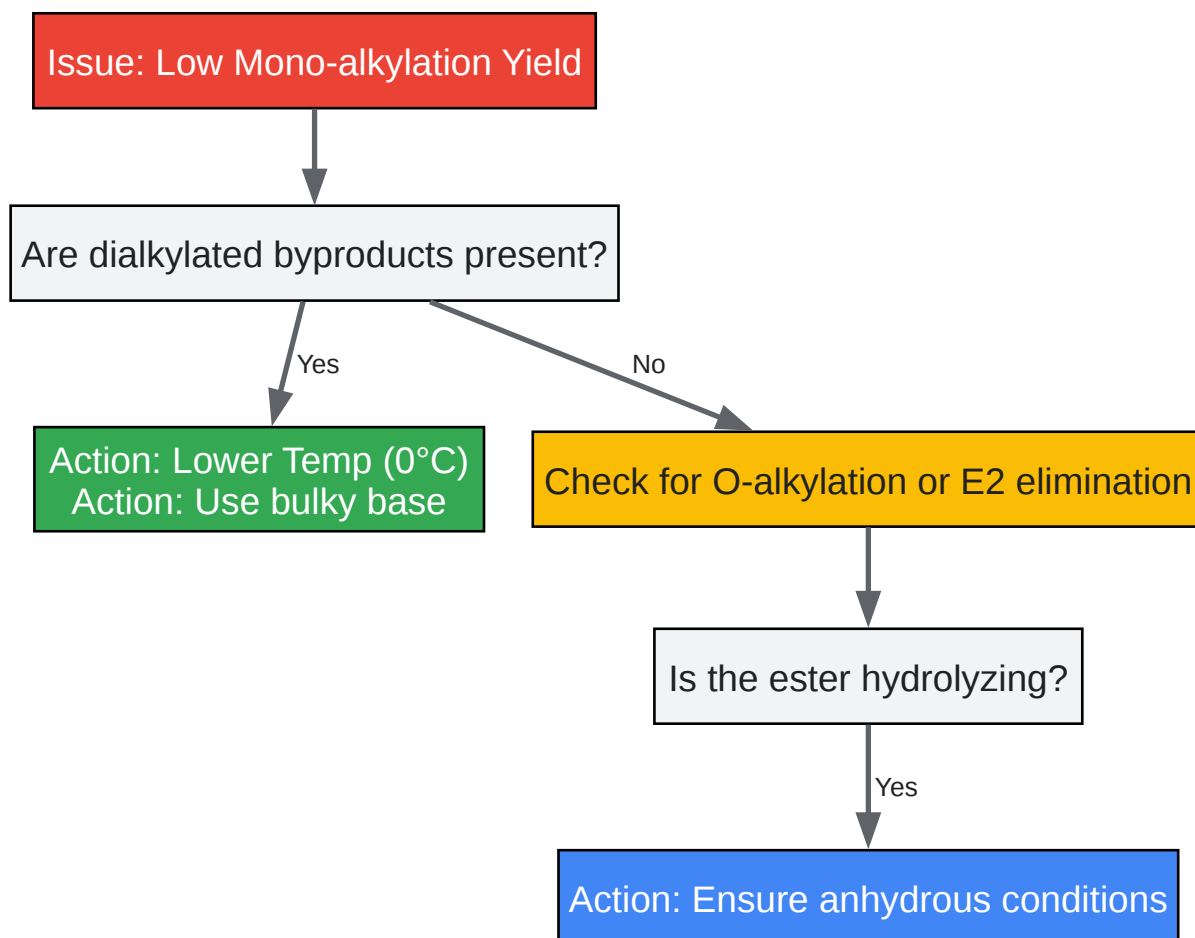 Issue: Low Mono-alkylation Yield
Are dialkylated byproducts present?
Yes
No
Action: Lower Temp (0°C)
Action: Use bulky base
Check for O-alkylation or E2 elimination
Is the ester hydrolyzing?
Yes
Action: Ensure anhydrous conditions